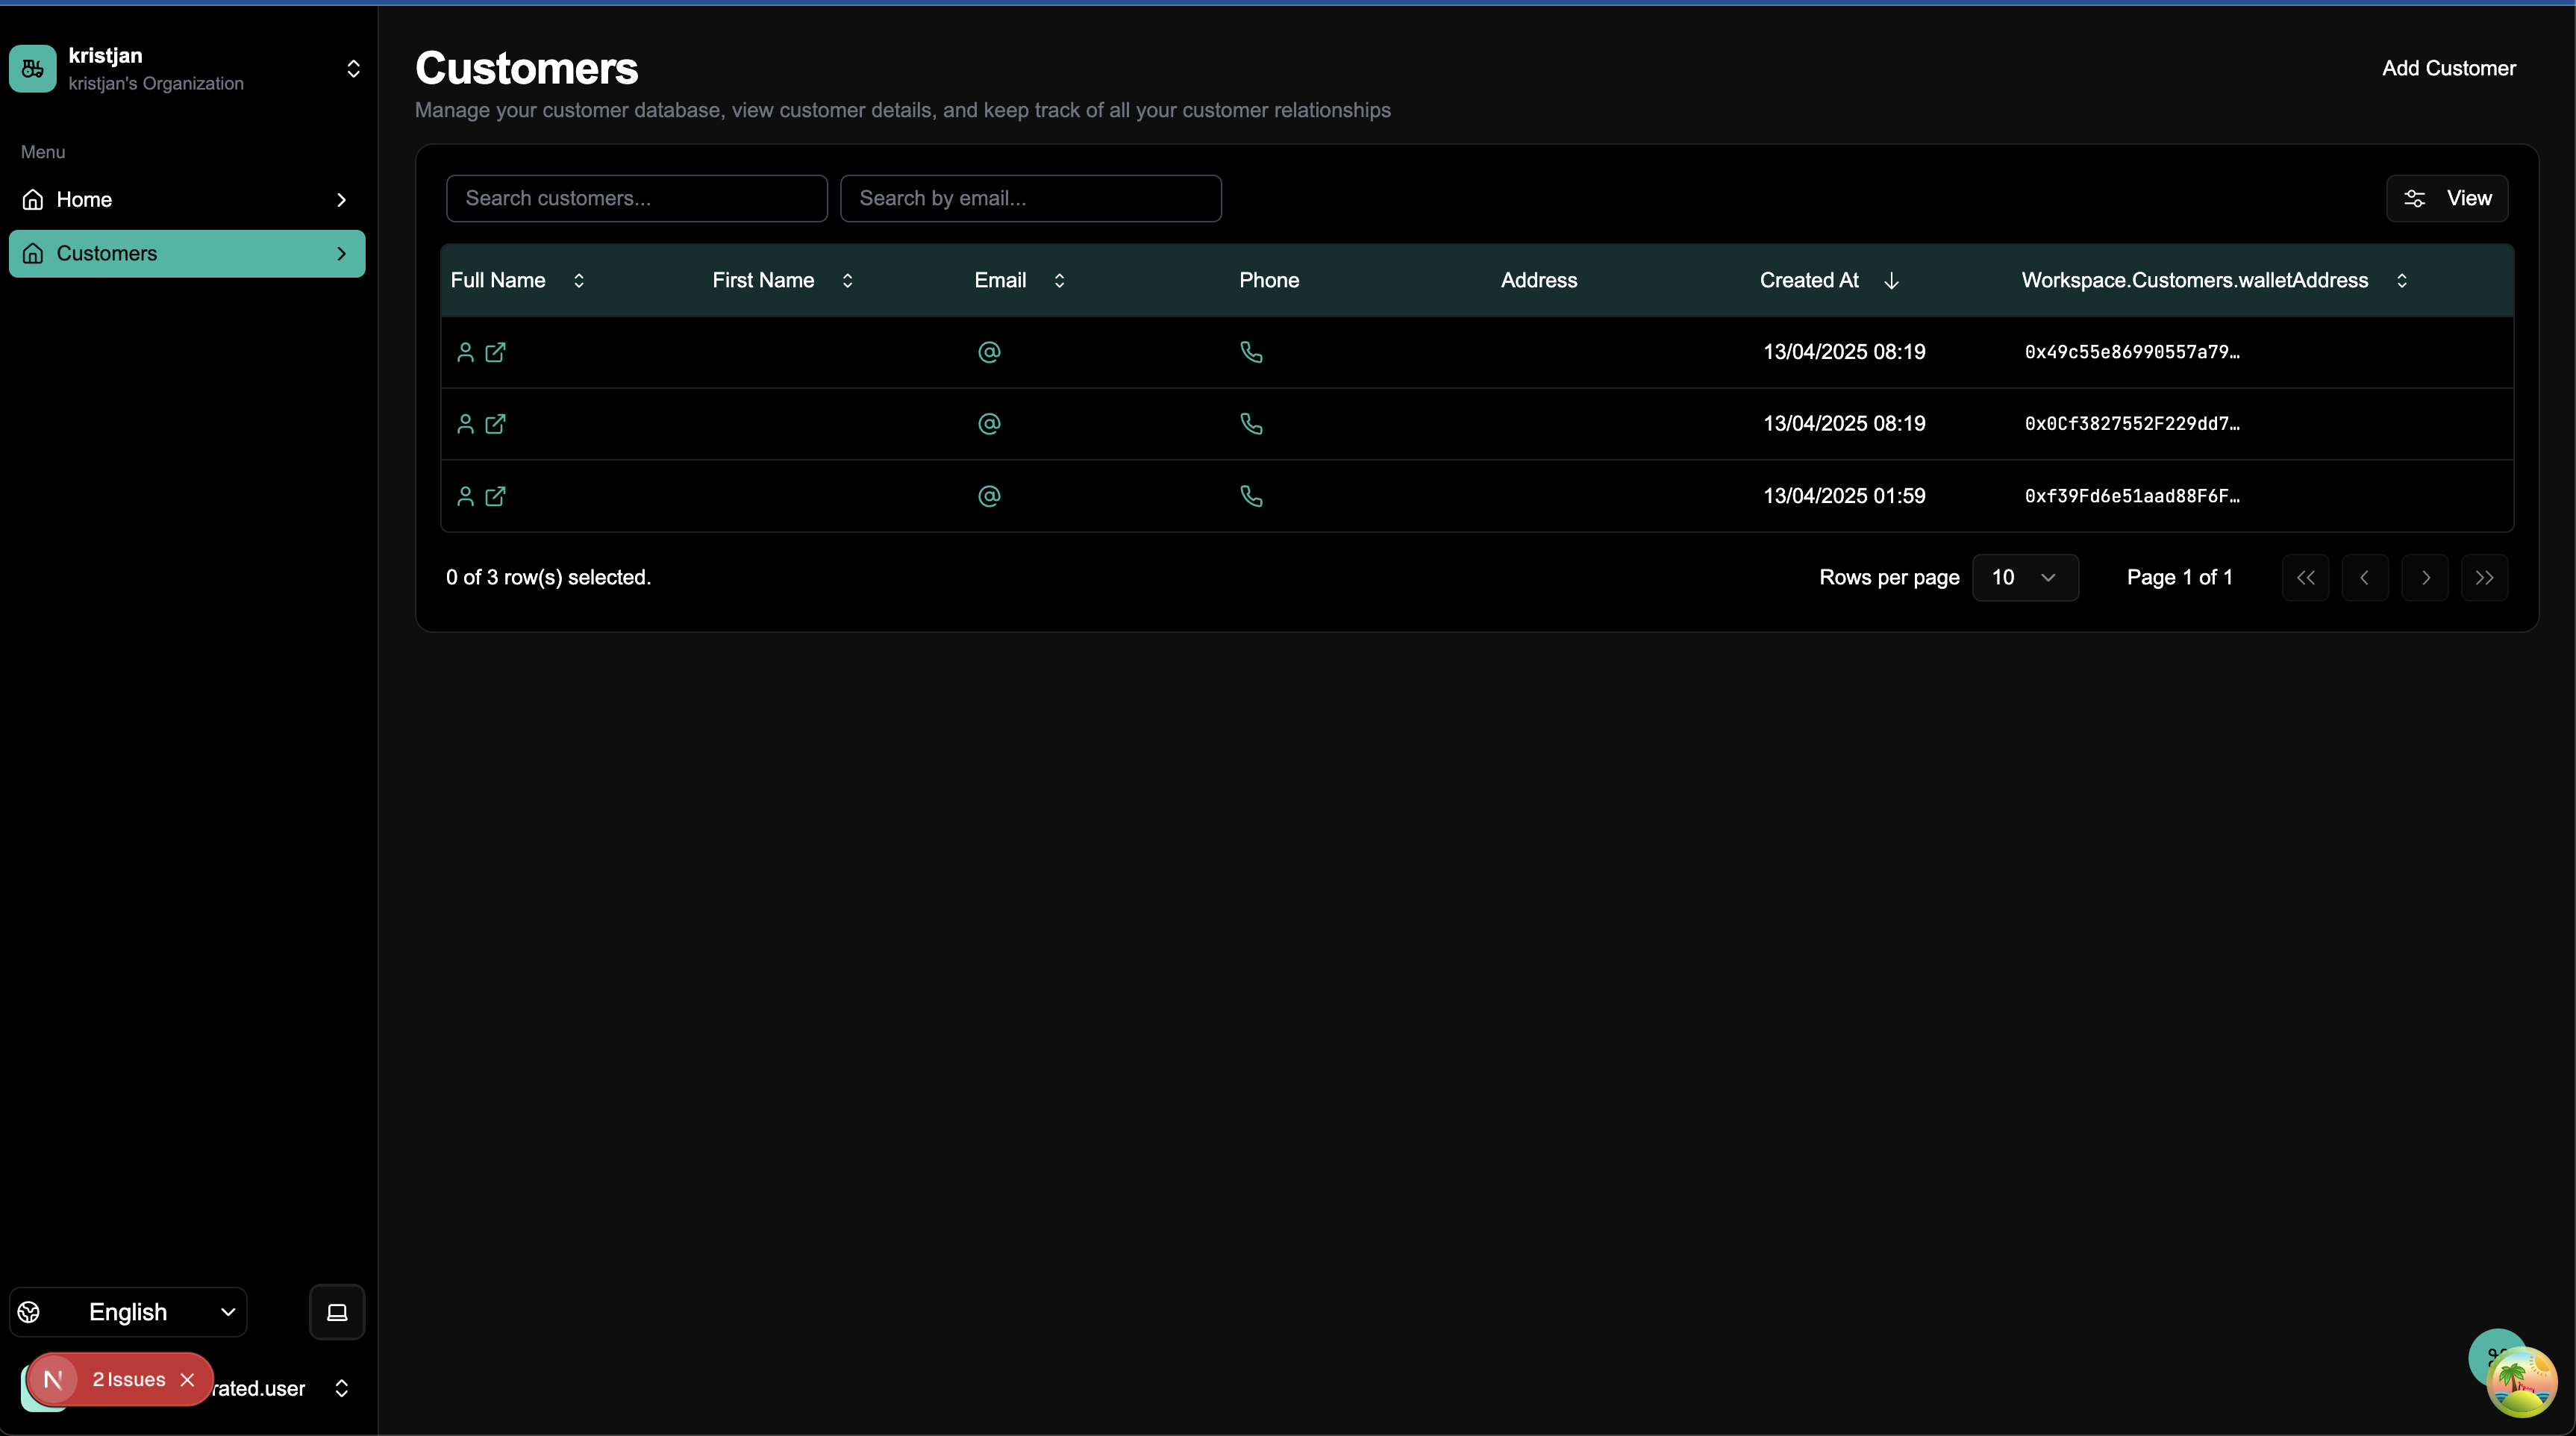 kristjan
kristjan's Organization
Menu
Home
Customers
English
N 2 Issues
rated.user
Customers
Add Customer
Manage your customer database, view customer details, and keep track of all your customer relationships
Search customers... Search by email... View
Full Name First Name Email Phone Address Created At Workspace.Customers.walletAddress
13/04/2025 08:19 0x49c55e86990557a79…
13/04/2025 08:19 0x0Cf3827552F229dd7…
13/04/2025 01:59 0xf39Fd6e51aad88F6F…
0 of 3 row(s) selected. Rows per page 10 Page 1 of 1